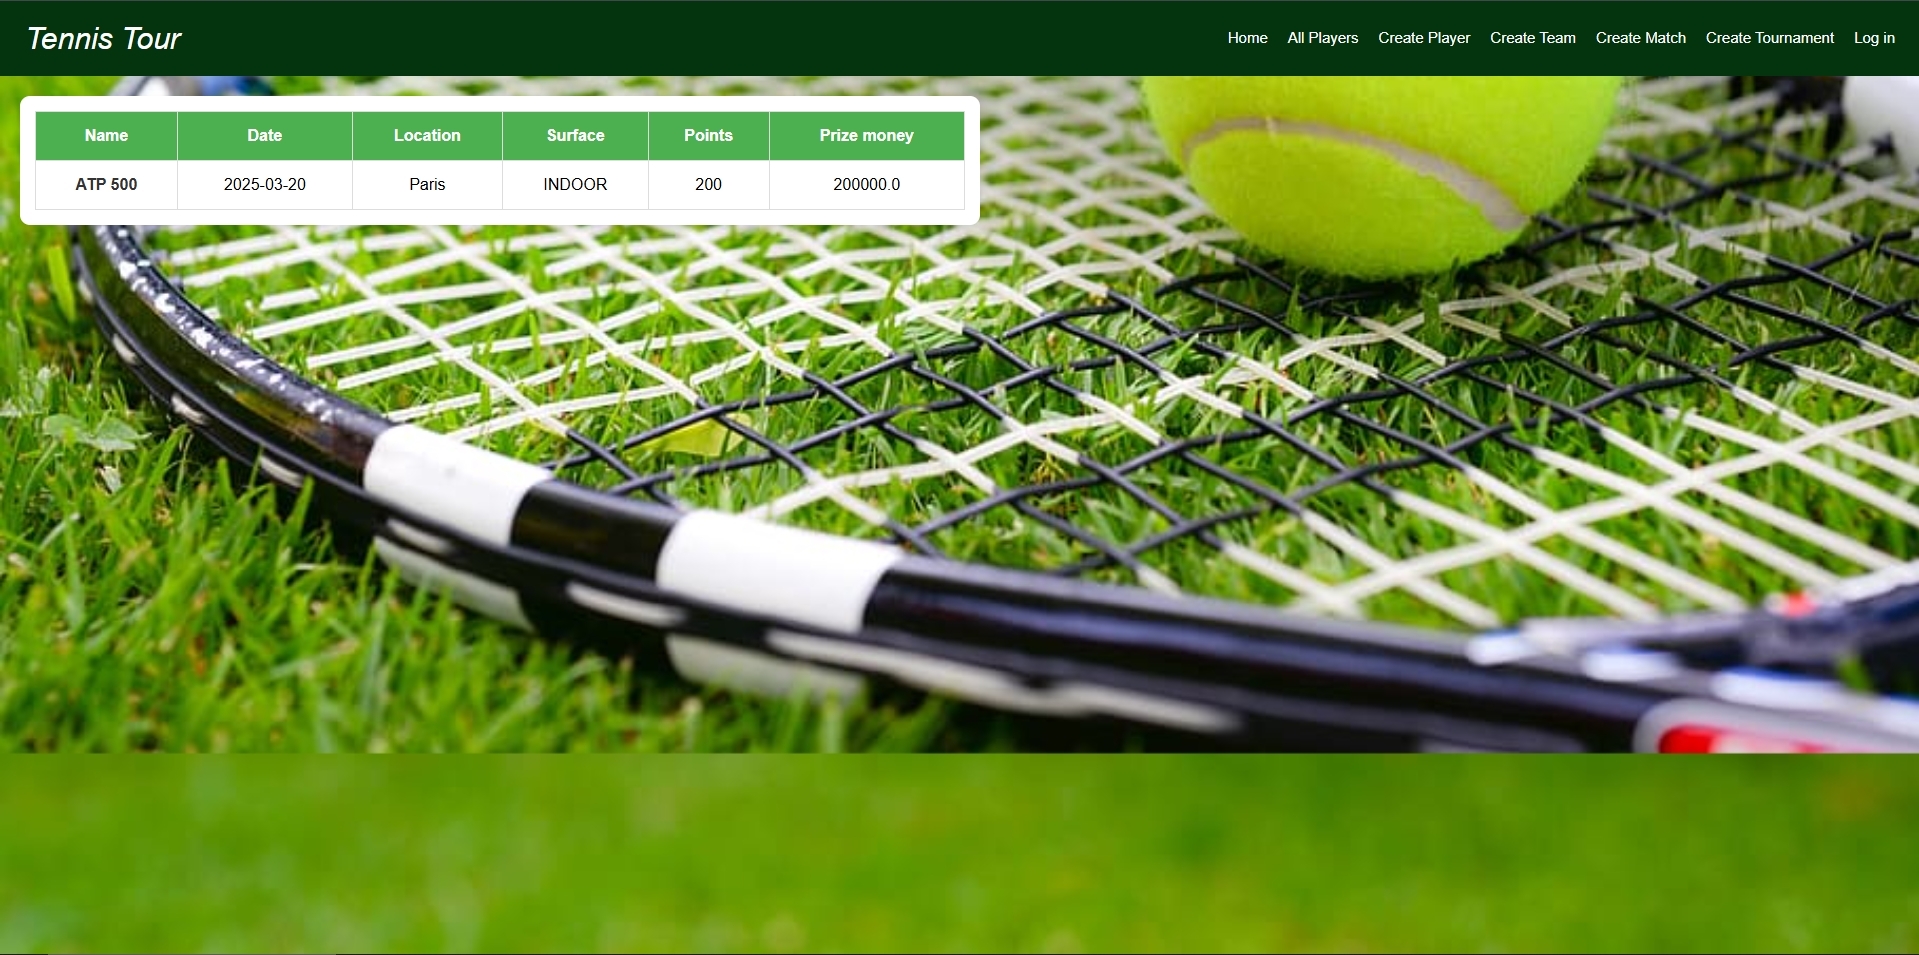 Tennis Tour
Home All Players Create Player Create Team Create Match Create Tournament Log in
Name Date Location Surface Points Prize money
ATP 500 2025-03-20 Paris INDOOR 200 200000.0